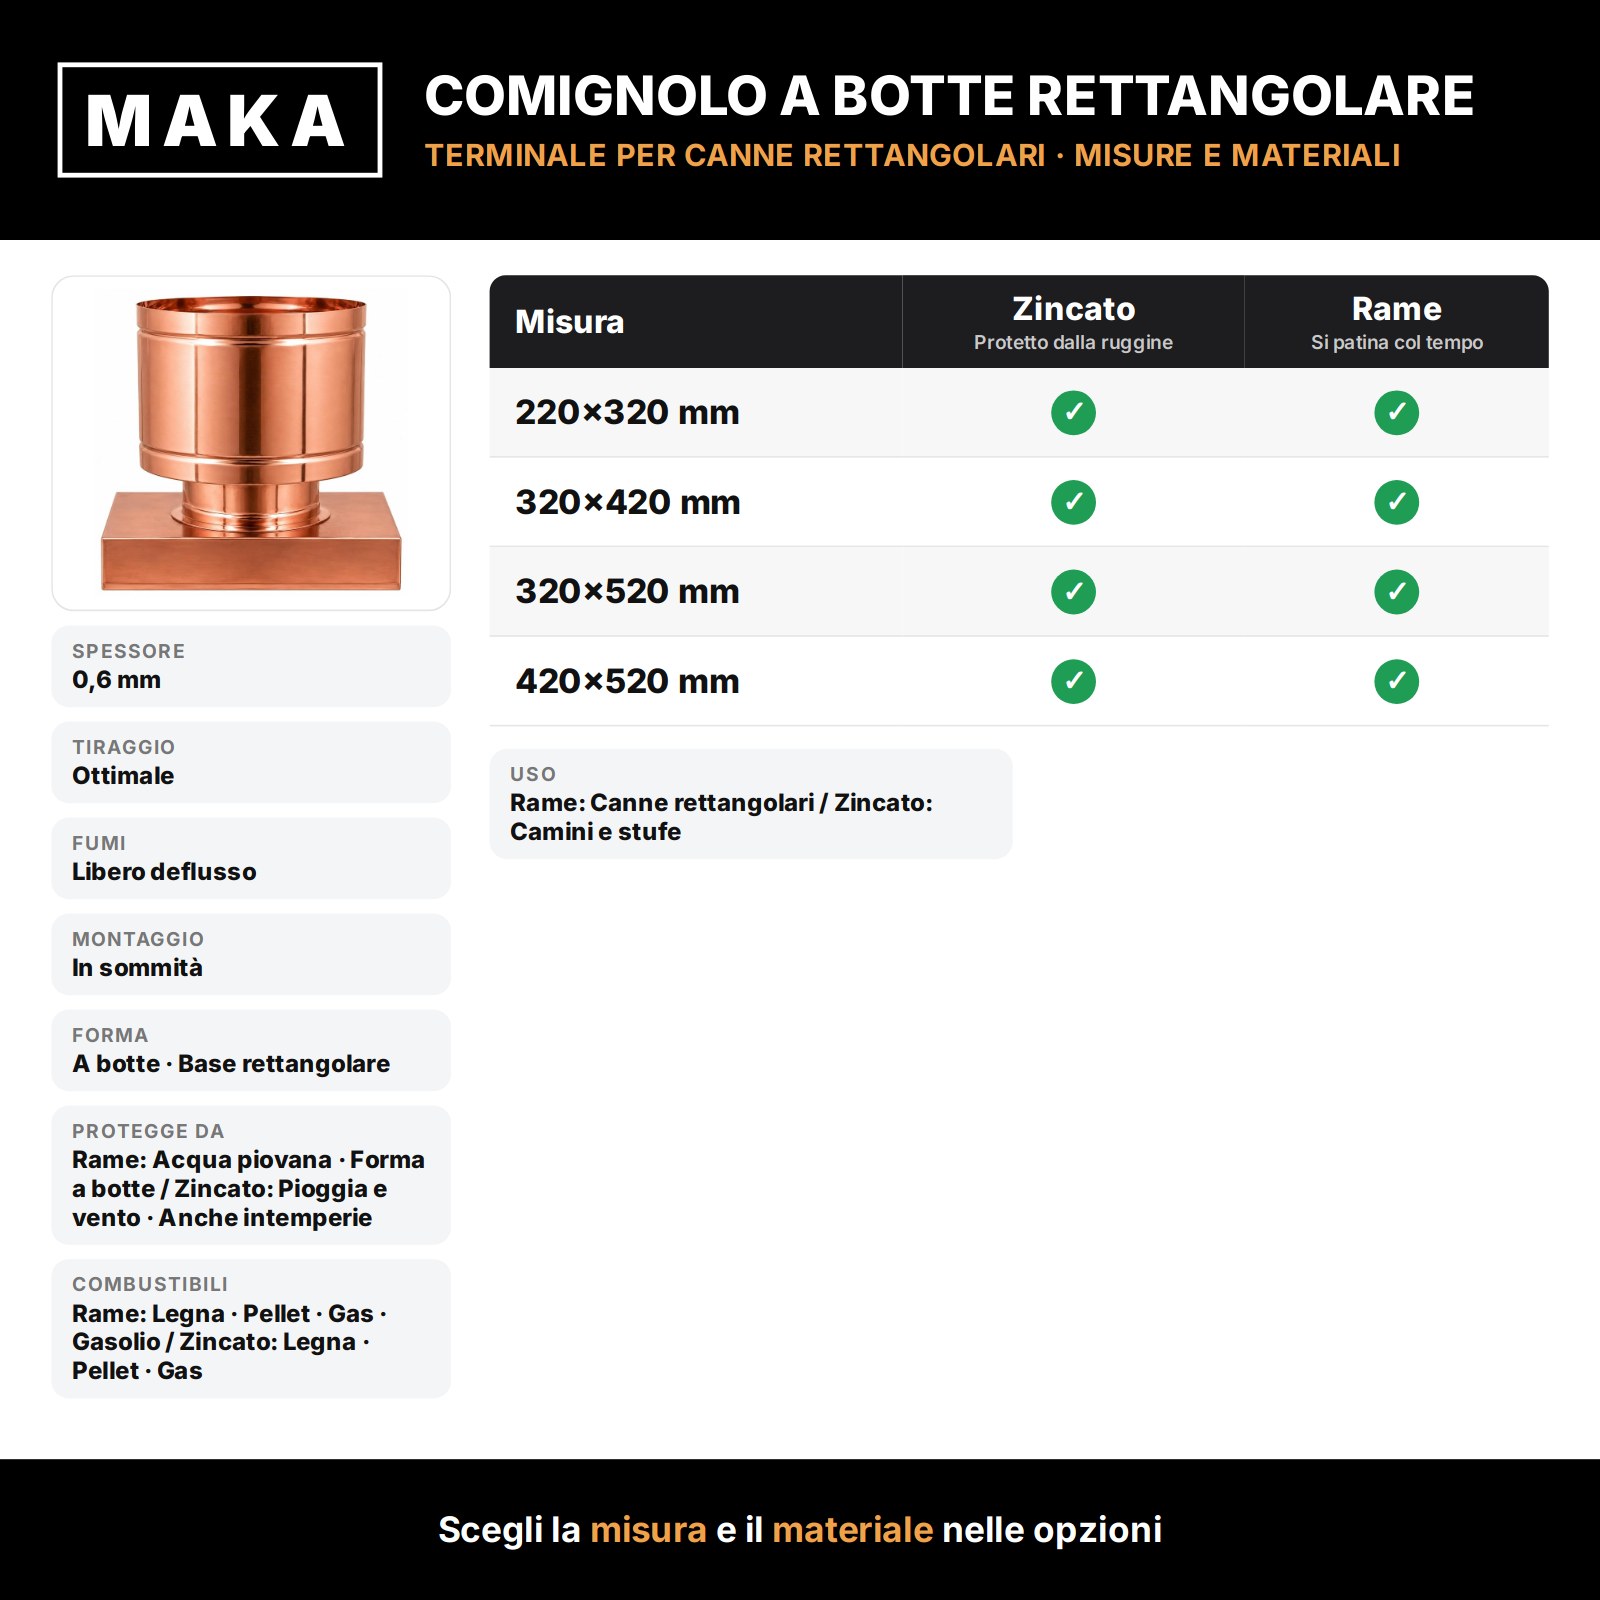 MAKA
COMIGNOLO A BOTTE RETTANGOLARE
TERMINALE PER CANNE RETTANGOLARI · MISURE E MATERIALI
SPESSORE
0,6 mm
TIRAGGIO
Ottimale
FUMI
Libero deflusso
MONTAGGIO
In sommità
FORMA
A botte · Base rettangolare
PROTEGGE DA
Rame: Acqua piovana · Forma
a botte / Zincato: Pioggia e
vento · Anche intemperie
COMBUSTIBILI
Rame: Legna · Pellet · Gas ·
Gasolio / Zincato: Legna ·
Pellet · Gas
Misura Zincato Rame
Protetto dalla ruggine Si patina col tempo
220×320 mm ✓ ✓
320×420 mm ✓ ✓
320×520 mm ✓ ✓
420×520 mm ✓ ✓
USO
Rame: Canne rettangolari / Zincato:
Camini e stufe
Scegli la misura e il materiale nelle opzioni